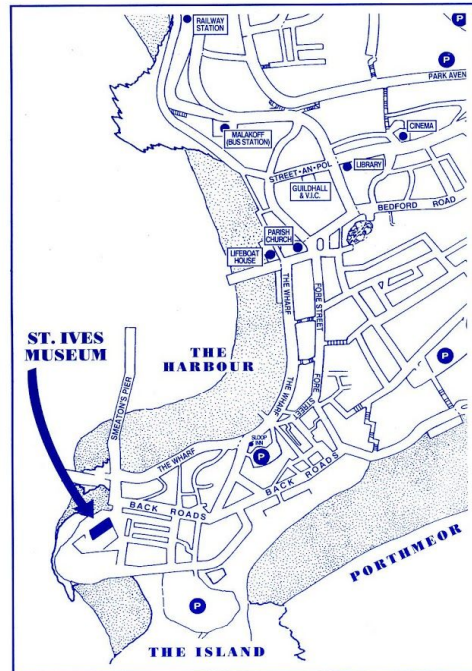 RAILWAY
STATION
P
P
PARK AVEN
MALAKOFF
(BUS STATION)
CINEMA
STREET-AN-POL
LIBRARY
GUILDHALL
& V.I.C.
BEDFORD ROAD
PARISH
CHURCH
LIFEBOAT
HOUSE
THE WHARF
FORE STREET
ST. IVES
MUSEUM
THE
HARBOUR
P
SMEATON'S PIER
THE WHARF
FORE
STREET
SLOOP
INN
P
THE WHARF
BACK ROADS
BACK ROADS
PORTHMEOR
P
THE ISLAND